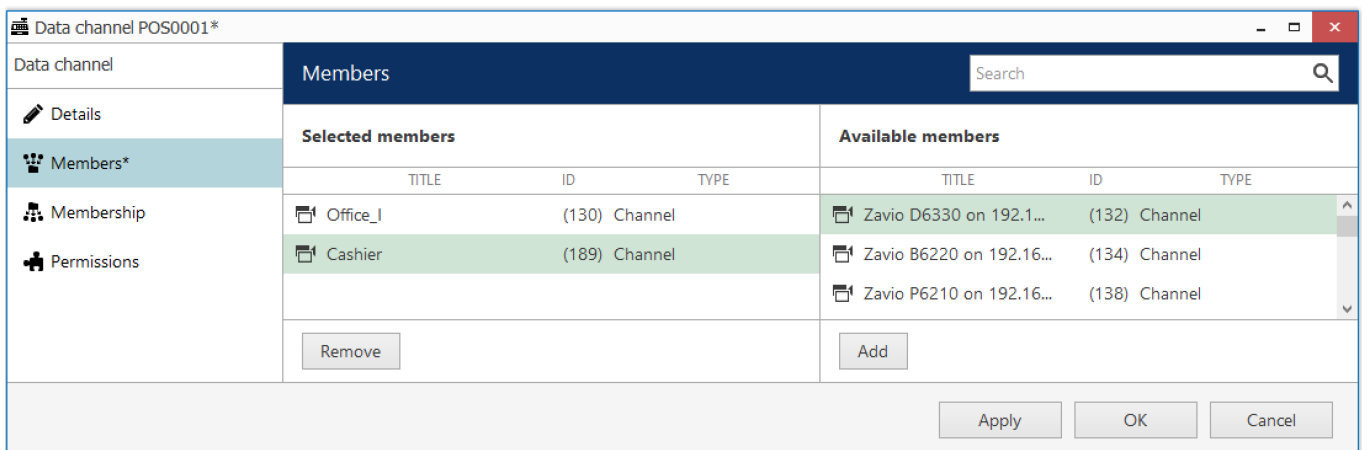 Data channel POS0001*
Data channel
Details
Members*
Membership
Permissions
Members
Search
Selected members
TITLE ID TYPE
Office_I (130) Channel
Cashier (189) Channel
Remove
Available members
TITLE ID TYPE
Zavio D6330 on 192.1... (132) Channel
Zavio B6220 on 192.16... (134) Channel
Zavio P6210 on 192.16... (138) Channel
Add
Apply OK Cancel